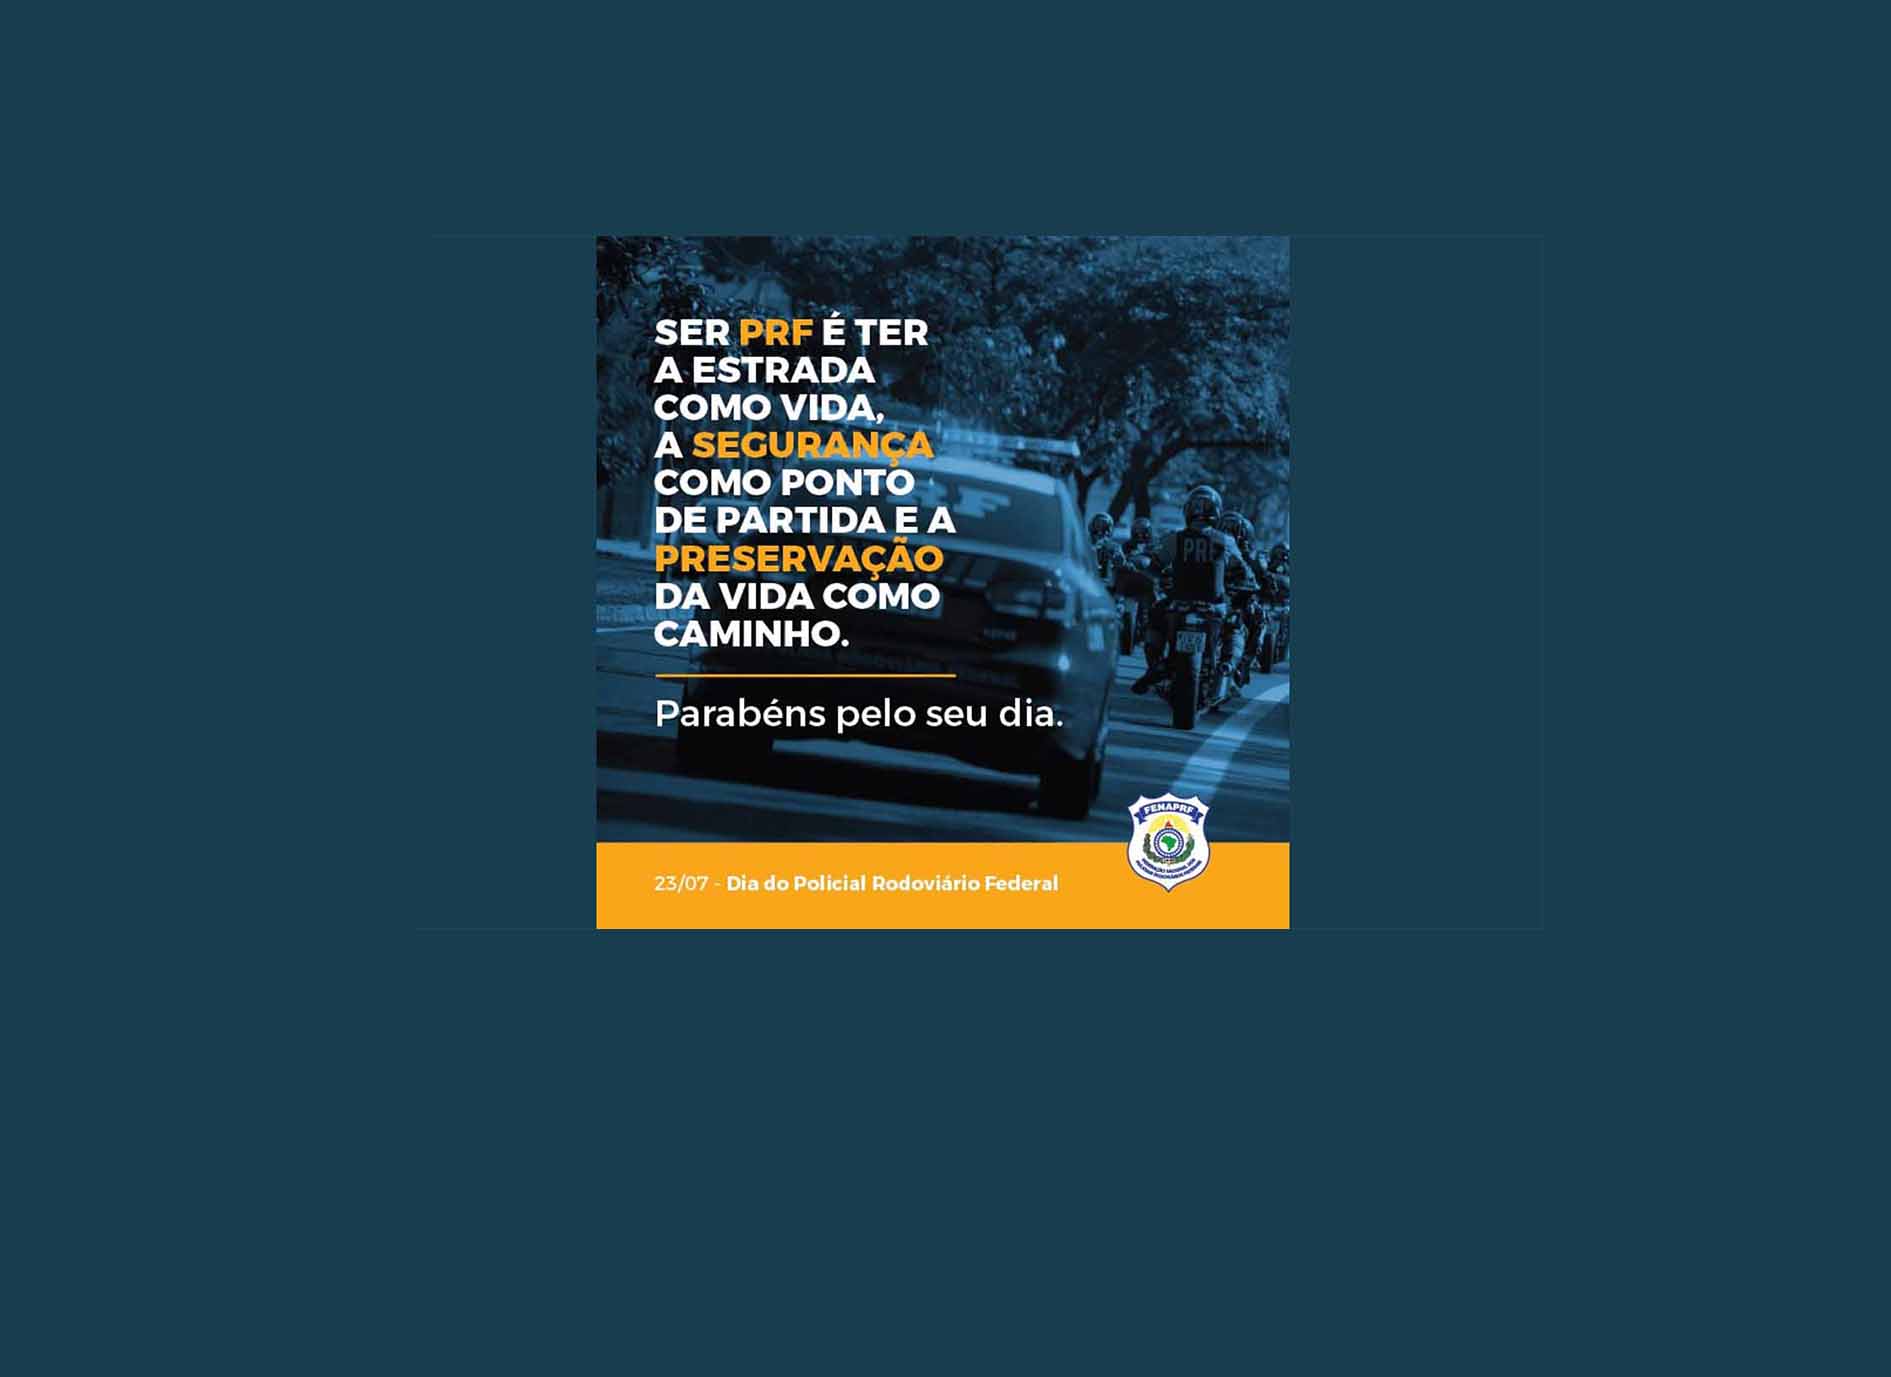 SER PRF É TER
A ESTRADA
COMO VIDA,
A SEGURANÇA
COMO PONTO
DE PARTIDA E A
PRESERVAÇÃO
DA VIDA COMO
CAMINHO.
Parabéns pelo seu dia.
PRF
FENAPRF
23/07 - Dia do Policial Rodoviário Federal